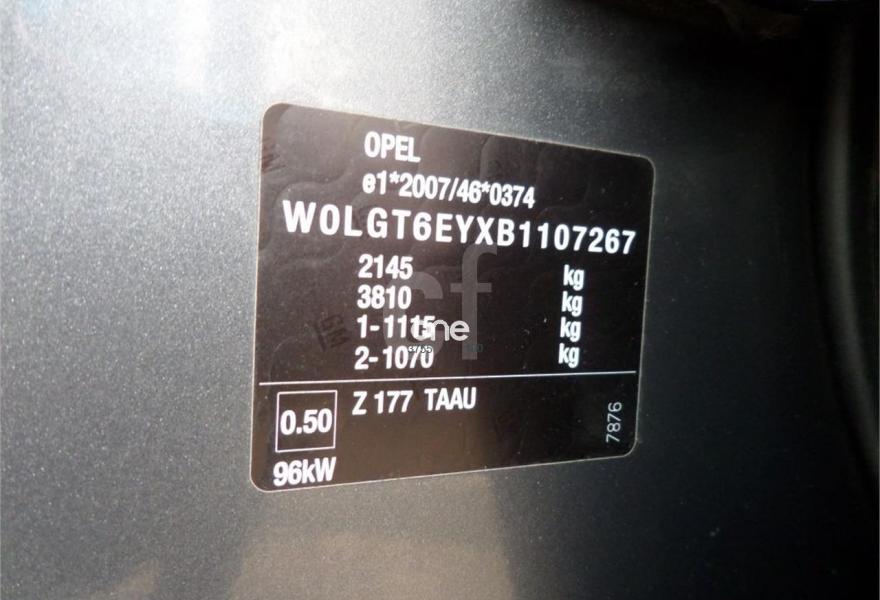 OPEL
e1*2007/46*0374
W0LGT6EYXB1107267
2145 kg
3810 kg
1-1115 kg
2-1070 kg
0.50 Z 177 TAAU
96kW
7876